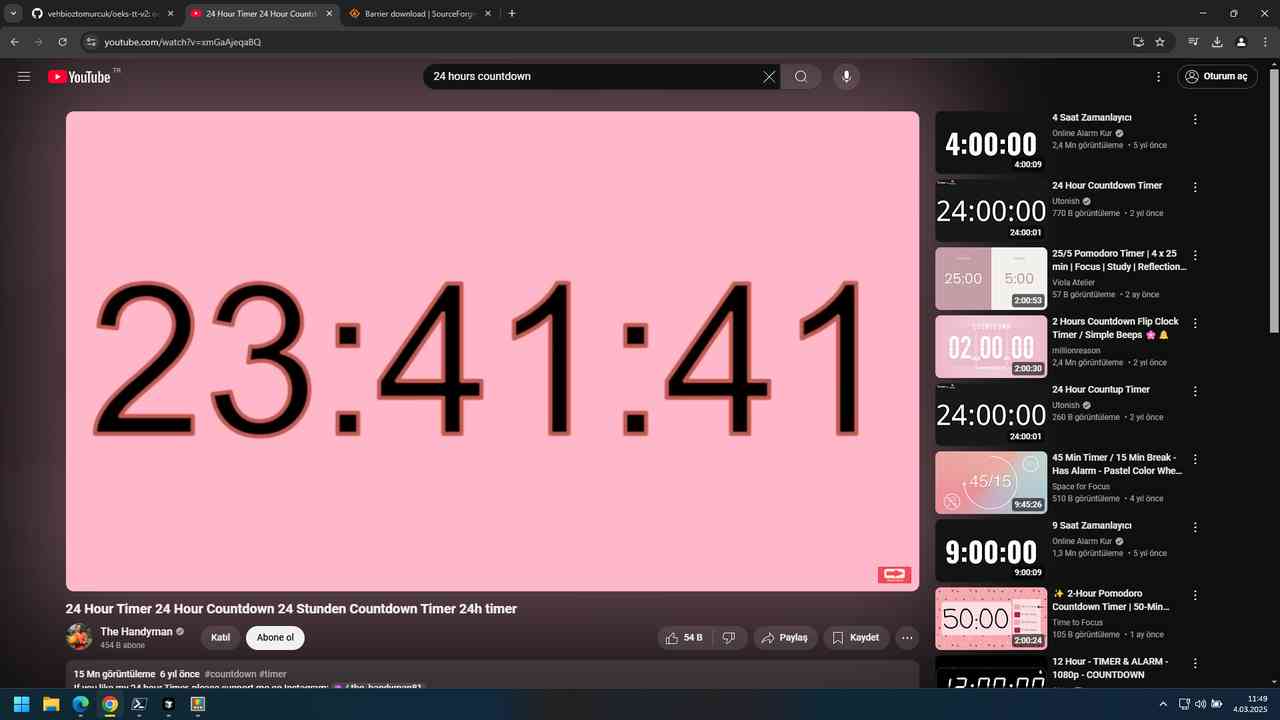 vehbioztomurcuk/oeks-tt-v2: o
24 Hour Timer 24 Hour Countd
Barrier download | SourceForg
youtube.com/watch?v=xmGaAjeqaBQ
YouTube TR
24 hours countdown
Oturum aç
23:41:41
24 Hour Timer 24 Hour Countdown 24 Stunden Countdown Timer 24h timer
The Handyman
454 B abone
Katıl
Abone ol
54 B
Paylaş
Kaydet
15 Mn görüntüleme 6 yıl önce #countdown #timer
If you like my 24 hour Timer, please support me on Instagram: / the_handyman81
4:00:00
4:00:09
4 Saat Zamanlayıcı
Online Alarm Kur
2,4 Mn görüntüleme • 5 yıl önce
24:00:00
24:00:01
24 Hour Countdown Timer
Utonish
770 B görüntüleme • 2 yıl önce
25:00
5:00
2:00:53
25/5 Pomodoro Timer | 4 x 25
min | Focus | Study | Reflection...
Viola Atelier
57 B görüntüleme • 2 ay önce
COUNTDOWN
02:00:00
2:00:30
2 Hours Countdown Flip Clock
Timer / Simple Beeps 🌸 🔔
millionreason
2,4 Mn görüntüleme • 2 yıl önce
24:00:00
24:00:01
24 Hour Countup Timer
Utonish
260 B görüntüleme • 2 yıl önce
45/15
9:45:26
45 Min Timer / 15 Min Break -
Has Alarm - Pastel Color Whe...
Space for Focus
510 B görüntüleme • 4 yıl önce
9:00:00
9:00:09
9 Saat Zamanlayıcı
Online Alarm Kur
1,3 Mn görüntüleme • 5 yıl önce
50:00
2:00:24
✨ 2-Hour Pomodoro
Countdown Timer | 50-Min...
Time to Focus
105 B görüntüleme • 1 ay önce
12:00:00
12 Hour - TIMER & ALARM -
1080p - COUNTDOWN
11:49
4.03.2025